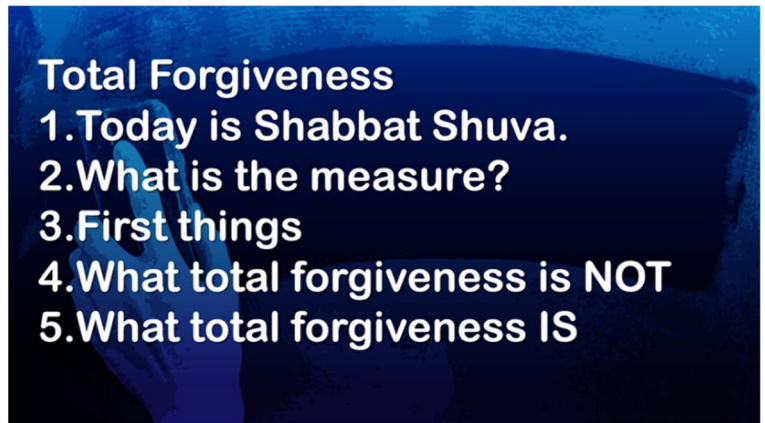 Total Forgiveness
1.Today is Shabbat Shuva.
2.What is the measure?
3.First things
4.What total forgiveness is NOT
5.What total forgiveness IS